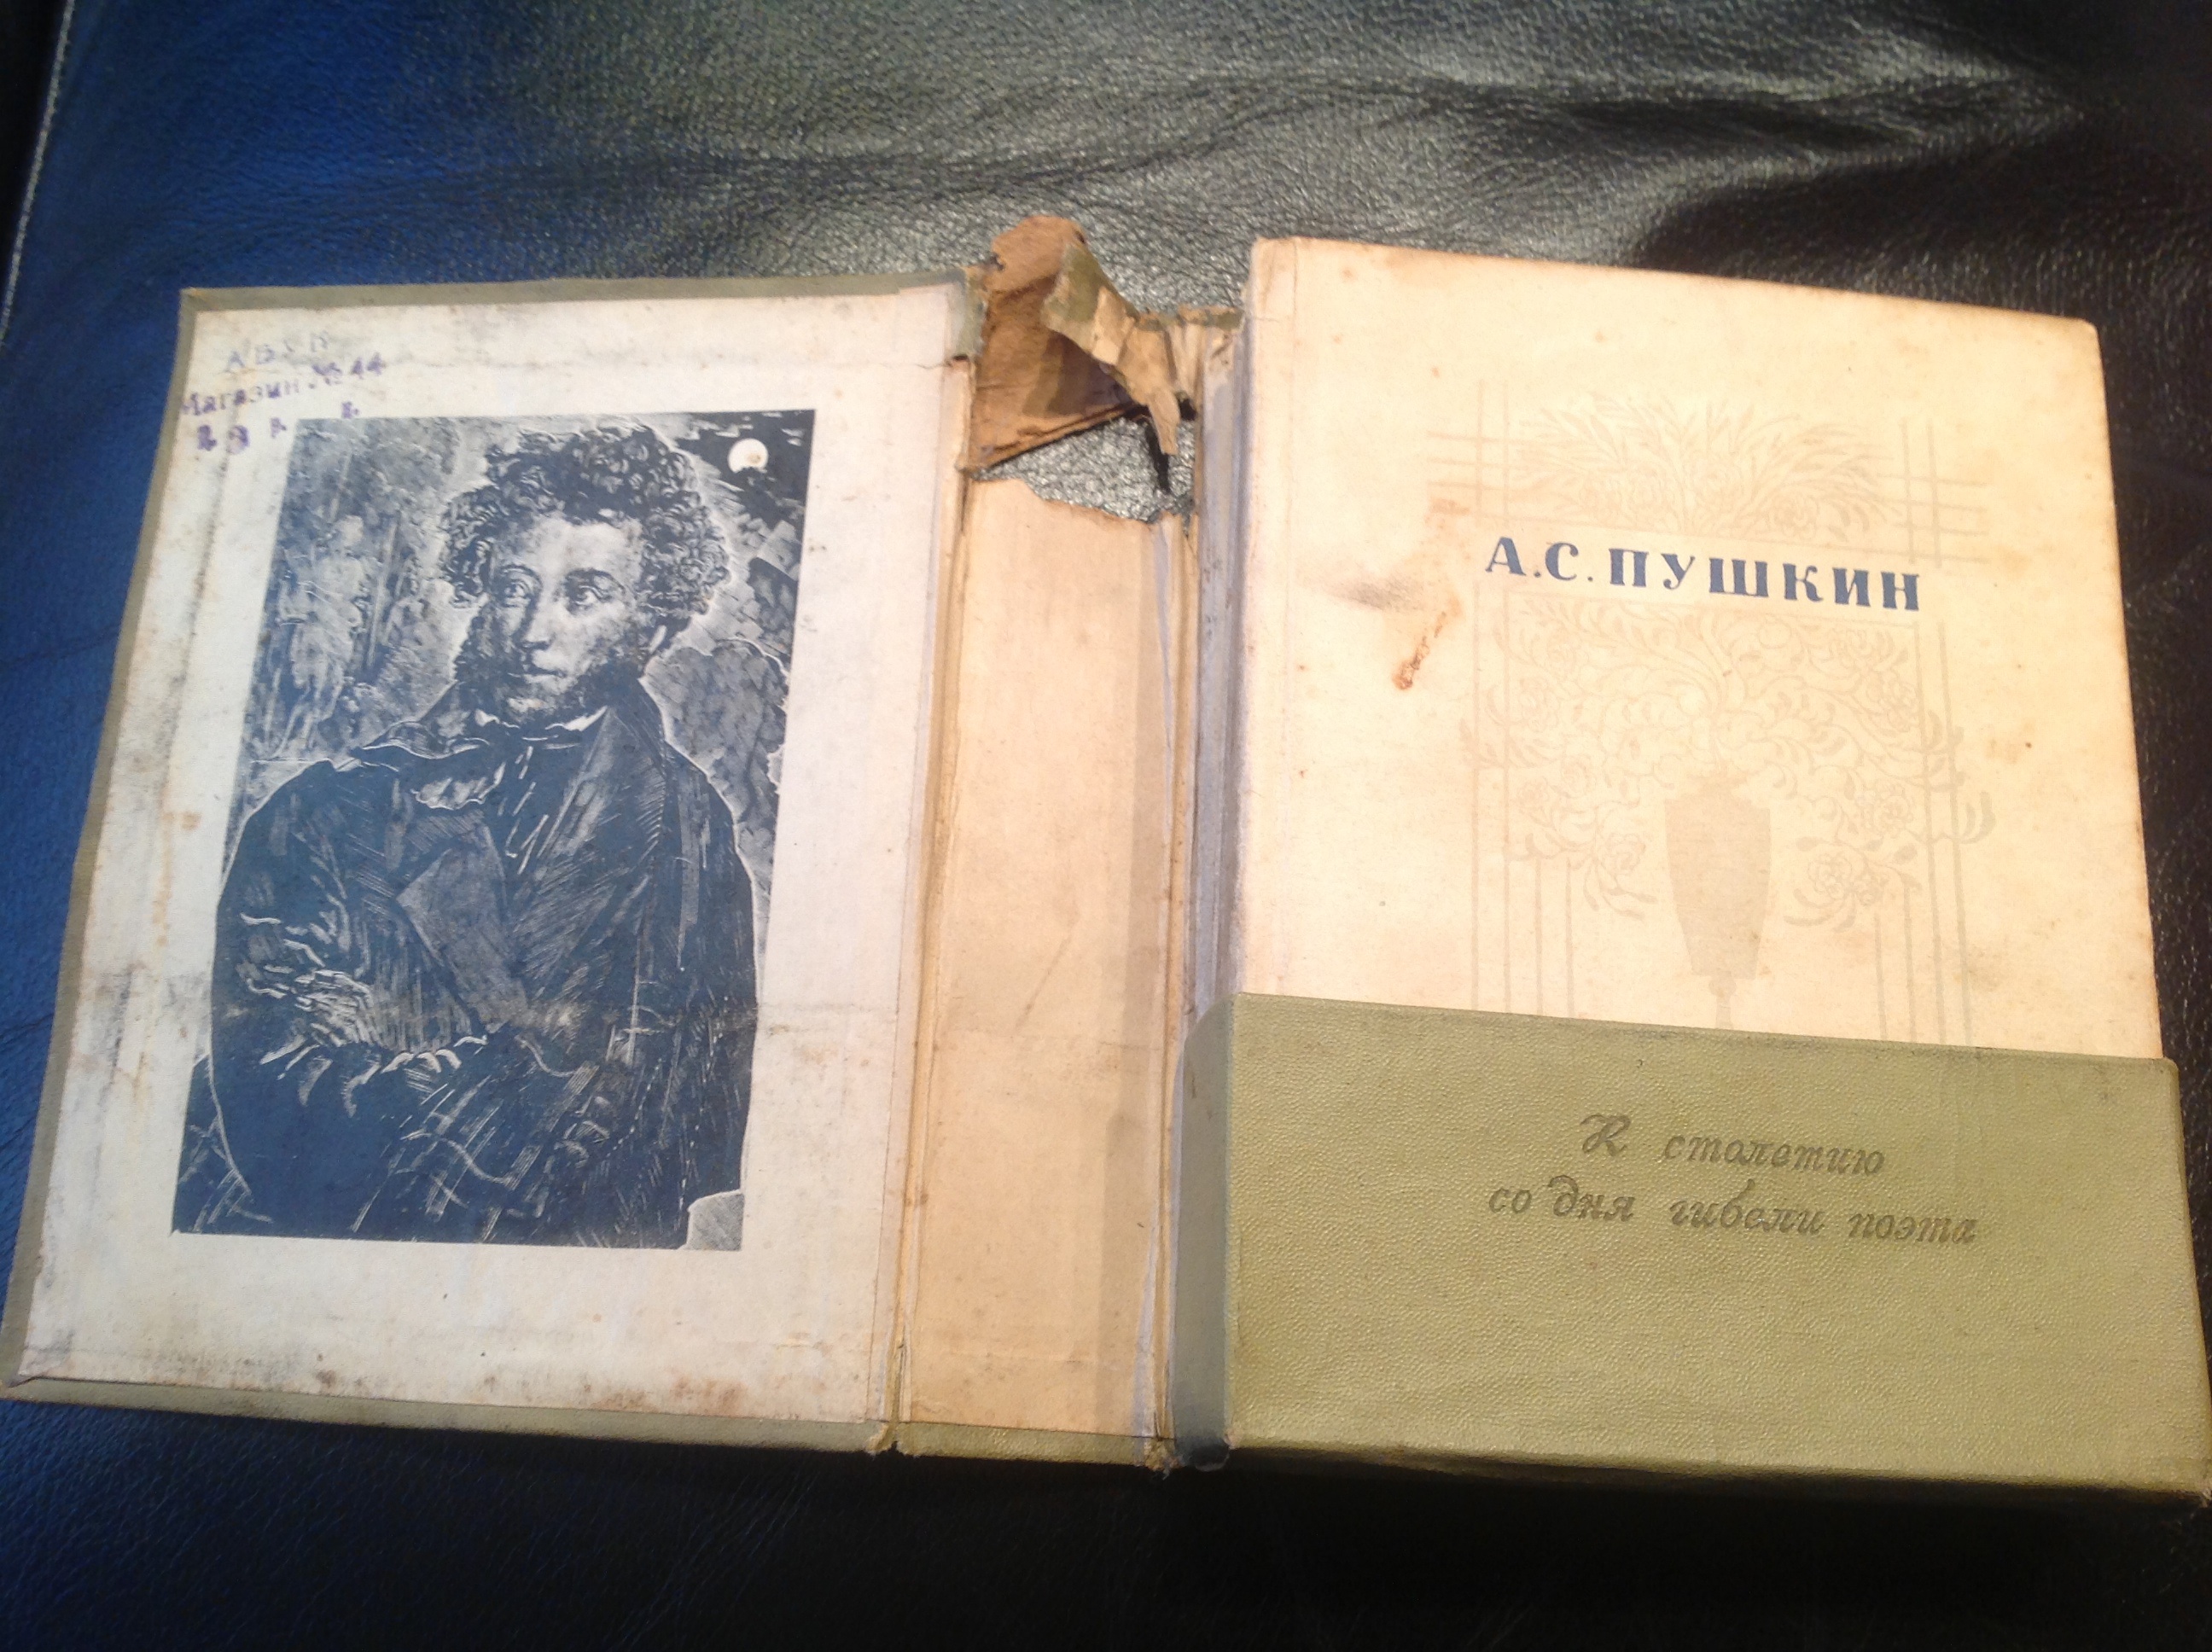 Магазин № 44
А.С.ПУШКИН
К столетию
со дня гибели поэта